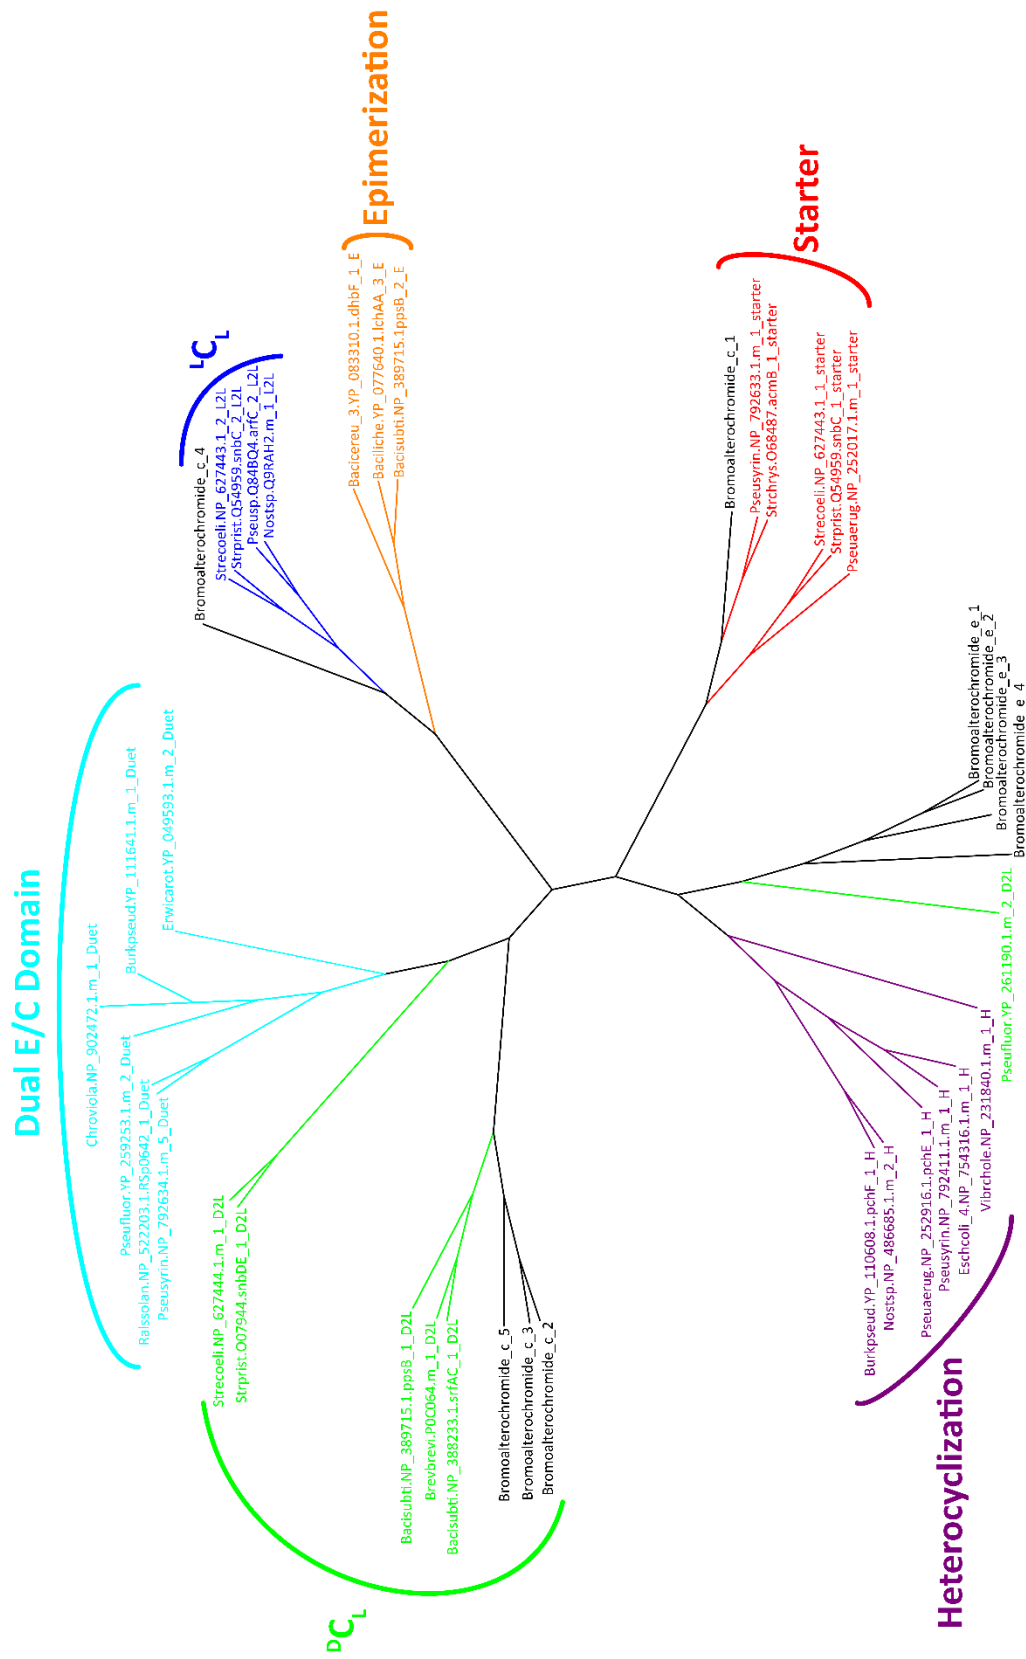 Dual E/C Domain
Chroviola.NP_902472.1.m_1_Duet
Burkpseud.YP_111641.1.m_1_Duet
Erwicarot.YP_049593.1.m_2_Duet
Pseufluor.YP_259253.1.m_2_Duet
Ralssolan.NP_522203.1.RSp0642_1_Duet
Pseusyrin.NP_792634.1.m_5_Duet
Bromoalterochromide_c_4
LCL
Strecoeli.NP_627443.1_2_L2L
Strprist.Q54959.snbC_2_L2L
Pseusp.Q84BQ4.arfC_2_L2L
Nostsp.Q9RAH2.m_1_L2L
Epimerization
Bacicereu_3.YP_083310.1.dhbF_1_E
Baciliche.YP_077640.1.lchAA_3_E
Bacisubti.NP_389715.1ppsB_2_E
Starter
Bromoalterochromide_c_1
Pseusyrin.NP_792633.1.m_1_starter
Strchrys.O68487.acmB_1_starter
Strecoeli.NP_627443.1_1_starter
Strprist.Q54959.snbC_1_starter
Pseuaerug.NP_252017.1.m_1_starter
Bromoalterochromide_e_1
Bromoalterochromide_e_2
Bromoalterochromide_e_3
Bromoalterochromide_e_4
Pseufluor.YP_261190.1.m_2_D2L
Heterocyclization
Vibrchole.NP_231840.1.m_1_H
Eschcoli_4.NP_754316.1.m_1_H
Pseusyrin.NP_792411.1.m_1_H
Pseuaerug.NP_252916.1.pchE_1_H
Nostsp.NP_486685.1.m_2_H
Burkpseud.YP_110608.1.pchF_1_H
DCL
Strecoeli.NP_627444.1.m_1_D2L
Strprist.O07944.snbDE_1_D2L
Bacisubti.NP_389715.1.ppsB_1_D2L
Brevbrevi.P0C064.m_1_D2L
Bacisubti.NP_388233.1.srfAC_1_D2L
Bromoalterochromide_c_5
Bromoalterochromide_c_3
Bromoalterochromide_c_2